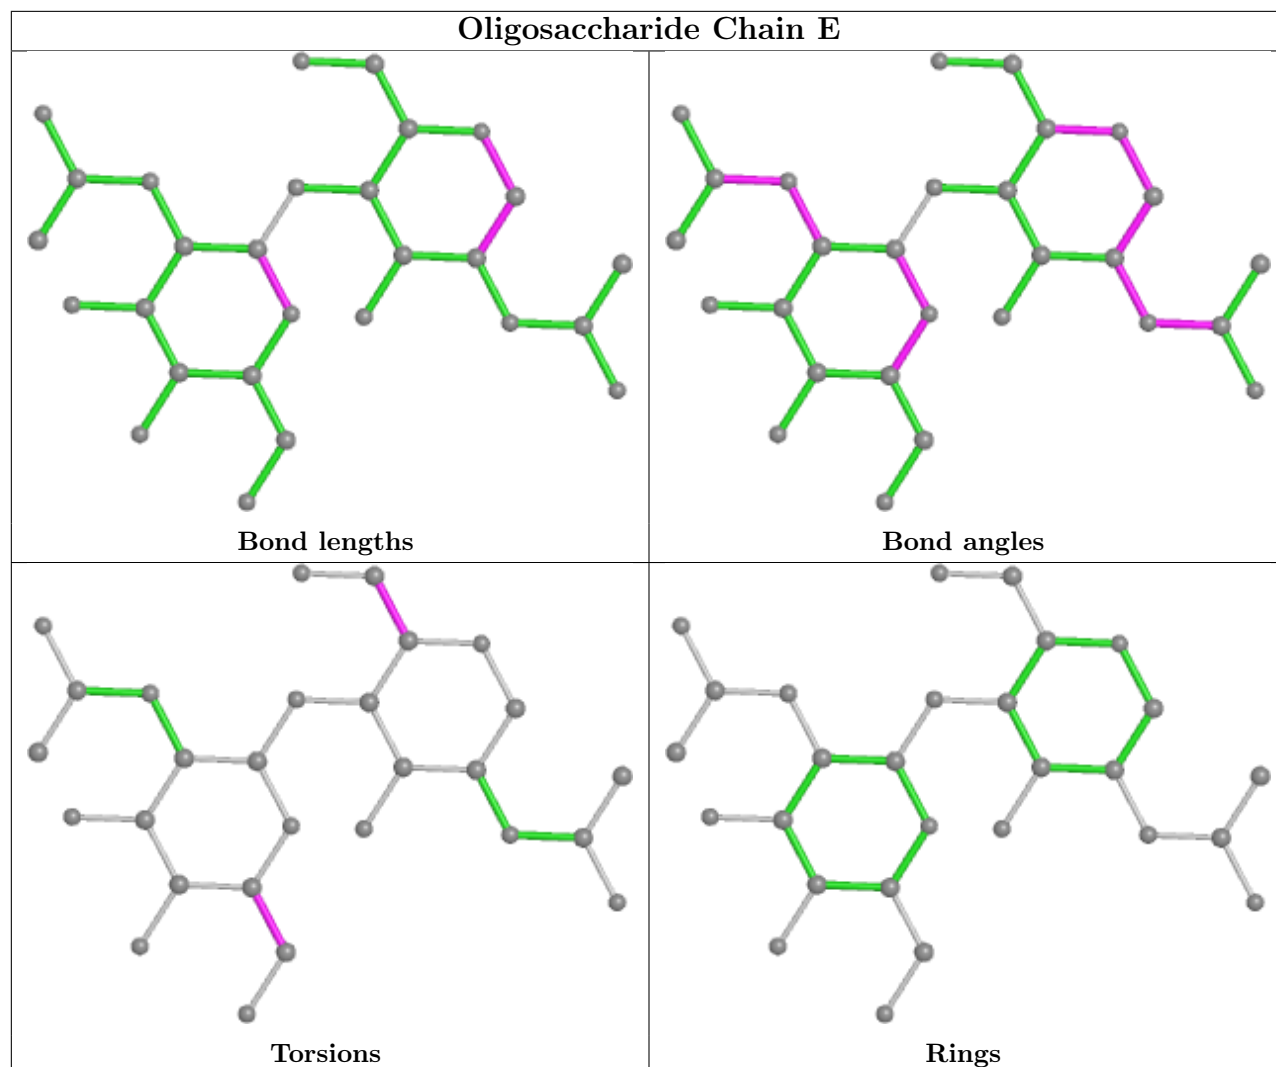 Oligosaccharide Chain E
Bond lengths
Bond angles
Torsions
Rings